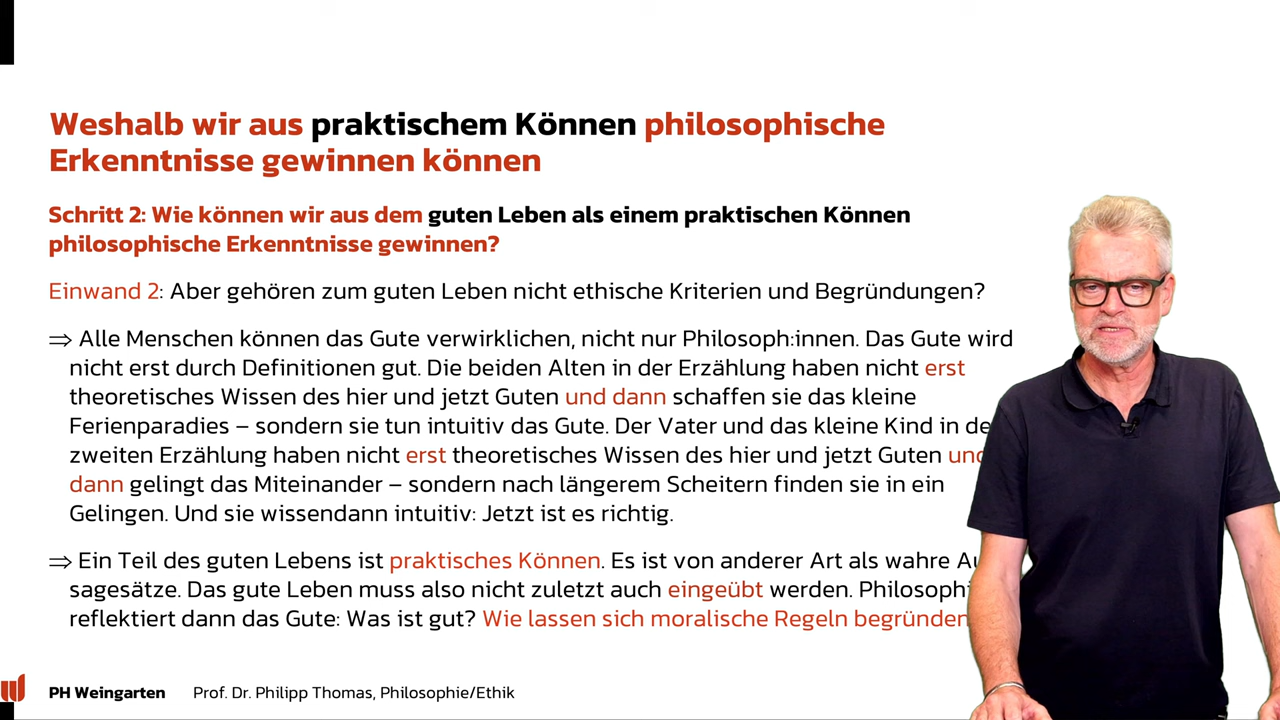 Weshalb wir aus praktischem Können philosophische
Erkenntnisse gewinnen können
Schritt 2: Wie können wir aus dem guten Leben als einem praktischen Können
philosophische Erkenntnisse gewinnen?
Einwand 2: Aber gehören zum guten Leben nicht ethische Kriterien und Begründungen?
⇒ Alle Menschen können das Gute verwirklichen, nicht nur Philosoph:innen. Das Gute wird
nicht erst durch Definitionen gut. Die beiden Alten in der Erzählung haben nicht erst
theoretisches Wissen des hier und jetzt Guten und dann schaffen sie das kleine
Ferienparadies – sondern sie tun intuitiv das Gute. Der Vater und das kleine Kind in
zweiten Erzählung haben nicht erst theoretisches Wissen des hier und jetzt Guten
dann gelingt das Miteinander – sondern nach längerem Scheitern finden sie in ein
Gelingen. Und sie wissendann intuitiv: Jetzt ist es richtig.
⇒ Ein Teil des guten Lebens ist praktisches Können. Es ist von anderer Art als wahre
sagesätze. Das gute Leben muss also nicht zuletzt auch eingeübt werden.
reflektiert dann das Gute: Was ist gut? Wie lassen sich moralische Regeln begründen
PH Weingarten Prof. Dr. Philipp Thomas, Philosophie/Ethik